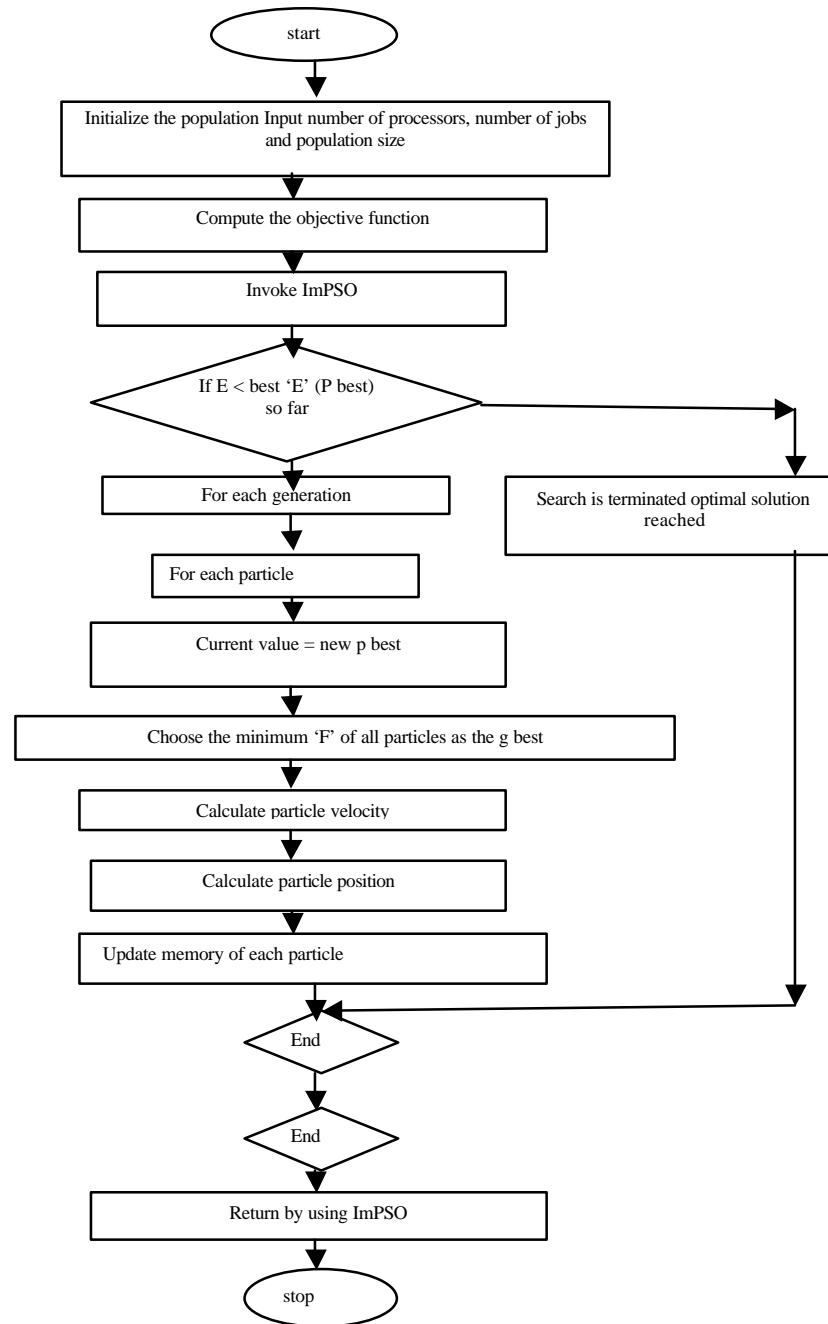 start
Initialize the population Input number of processors, number of jobs
and population size
Compute the objective function
Invoke ImPSO
If E < best ‘E’ (P best)
so far
For each generation
Search is terminated optimal solution
reached
For each particle
Current value = new p best
Choose the minimum ‘F’ of all particles as the g best
Calculate particle velocity
Calculate particle position
Update memory of each particle
End
End
Return by using ImPSO
stop